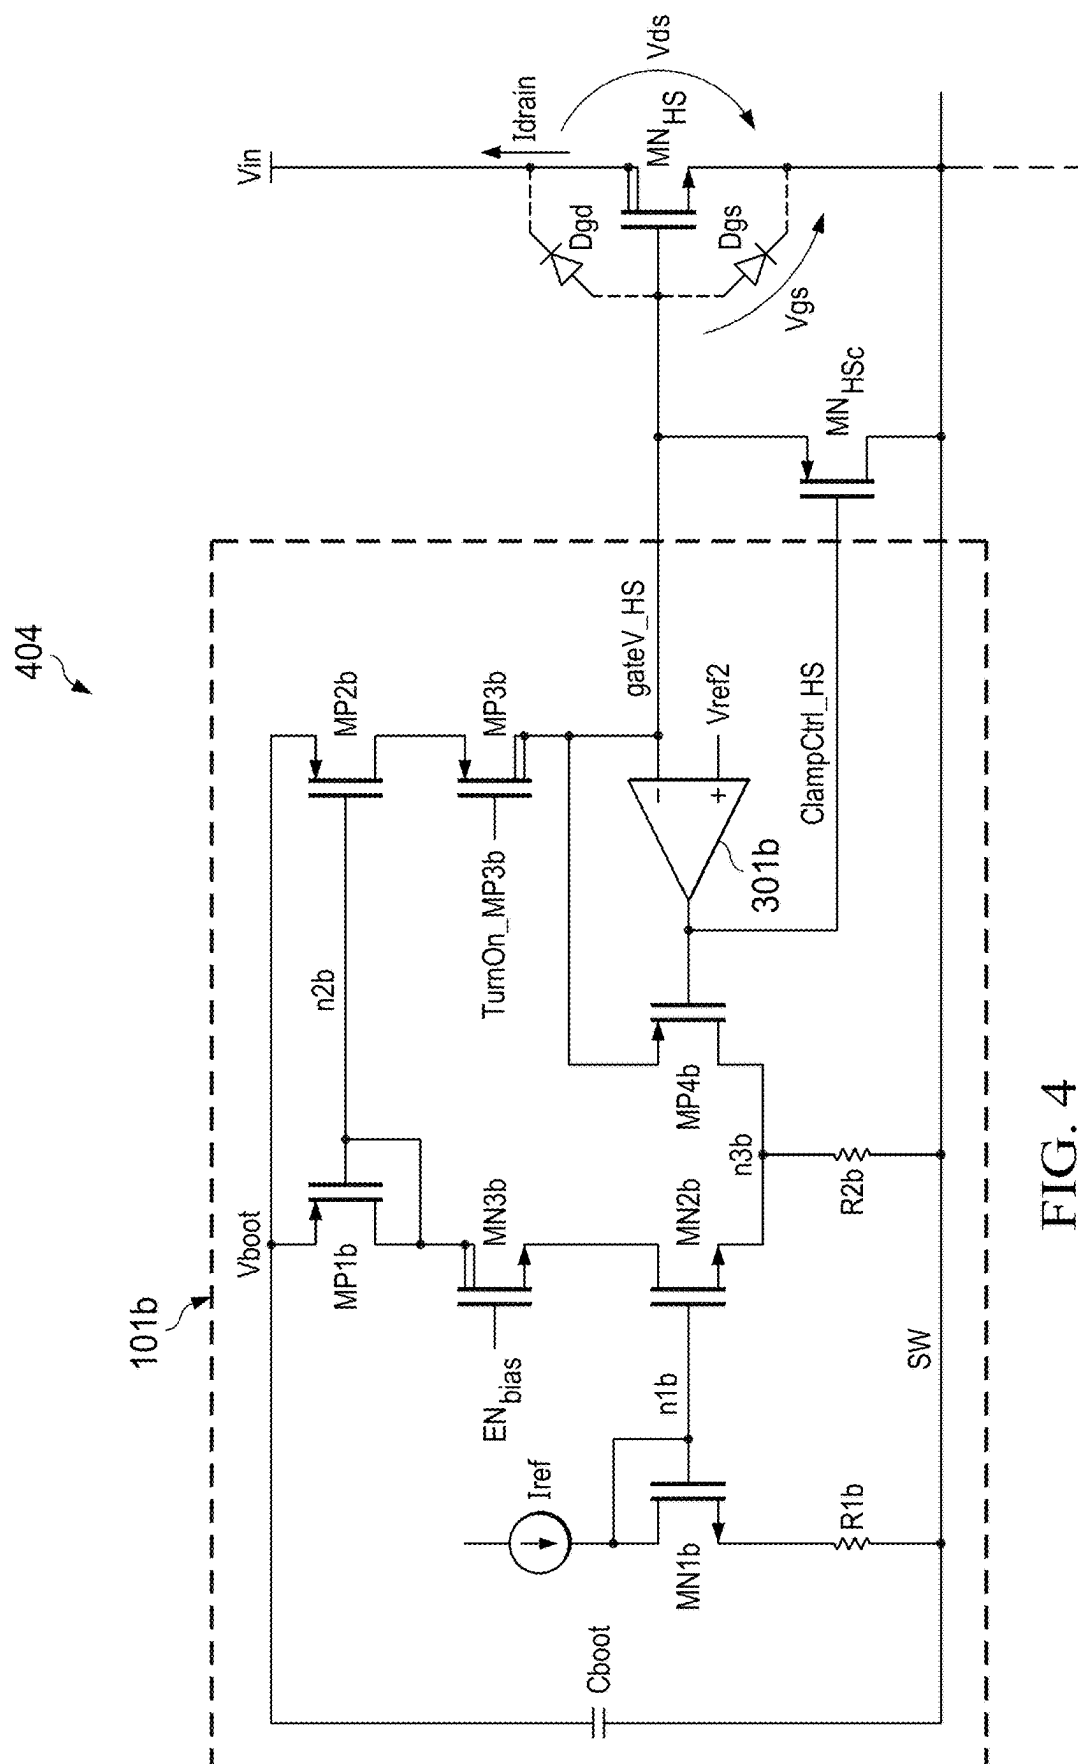 404
101b
Vboot
MP1b
n2b
MP2b
MP3b
TurnOn_MP3b
MN3b
ENbias
Iref
n1b
MN2b
MN1b
R1b
MP4b
n3b
R2b
301b
Vref2
-
+
gateV_HS
ClampCtrl_HS
Cboot
SW
Vin
Idrain
Vds
Dgd
Dgs
Vgs
MNHS
MNHSc
FIG. 4